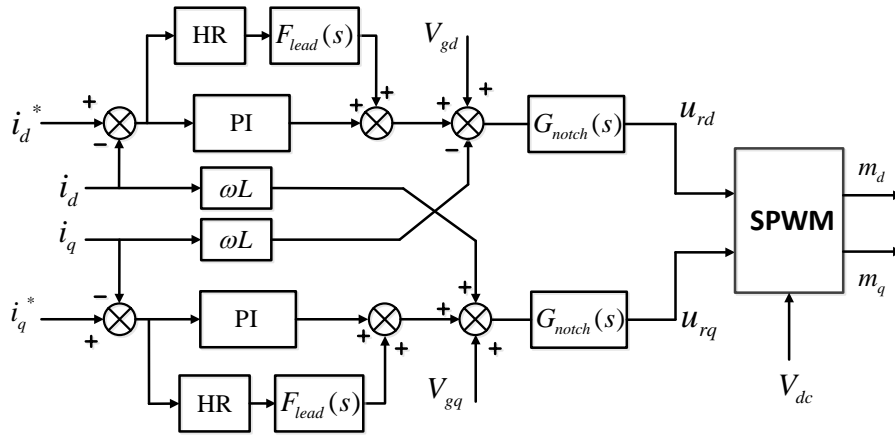 HR
F_lead(s)
V_gd
+
+
+
+
+
+
i_d*
−
PI
−
G_notch(s)
u_rd
i_d
ωL
m_d
SPWM
i_q
ωL
m_q
−
+
i_q*
+
PI
+
+
+
+
G_notch(s)
u_rq
HR
F_lead(s)
V_gq
V_dc